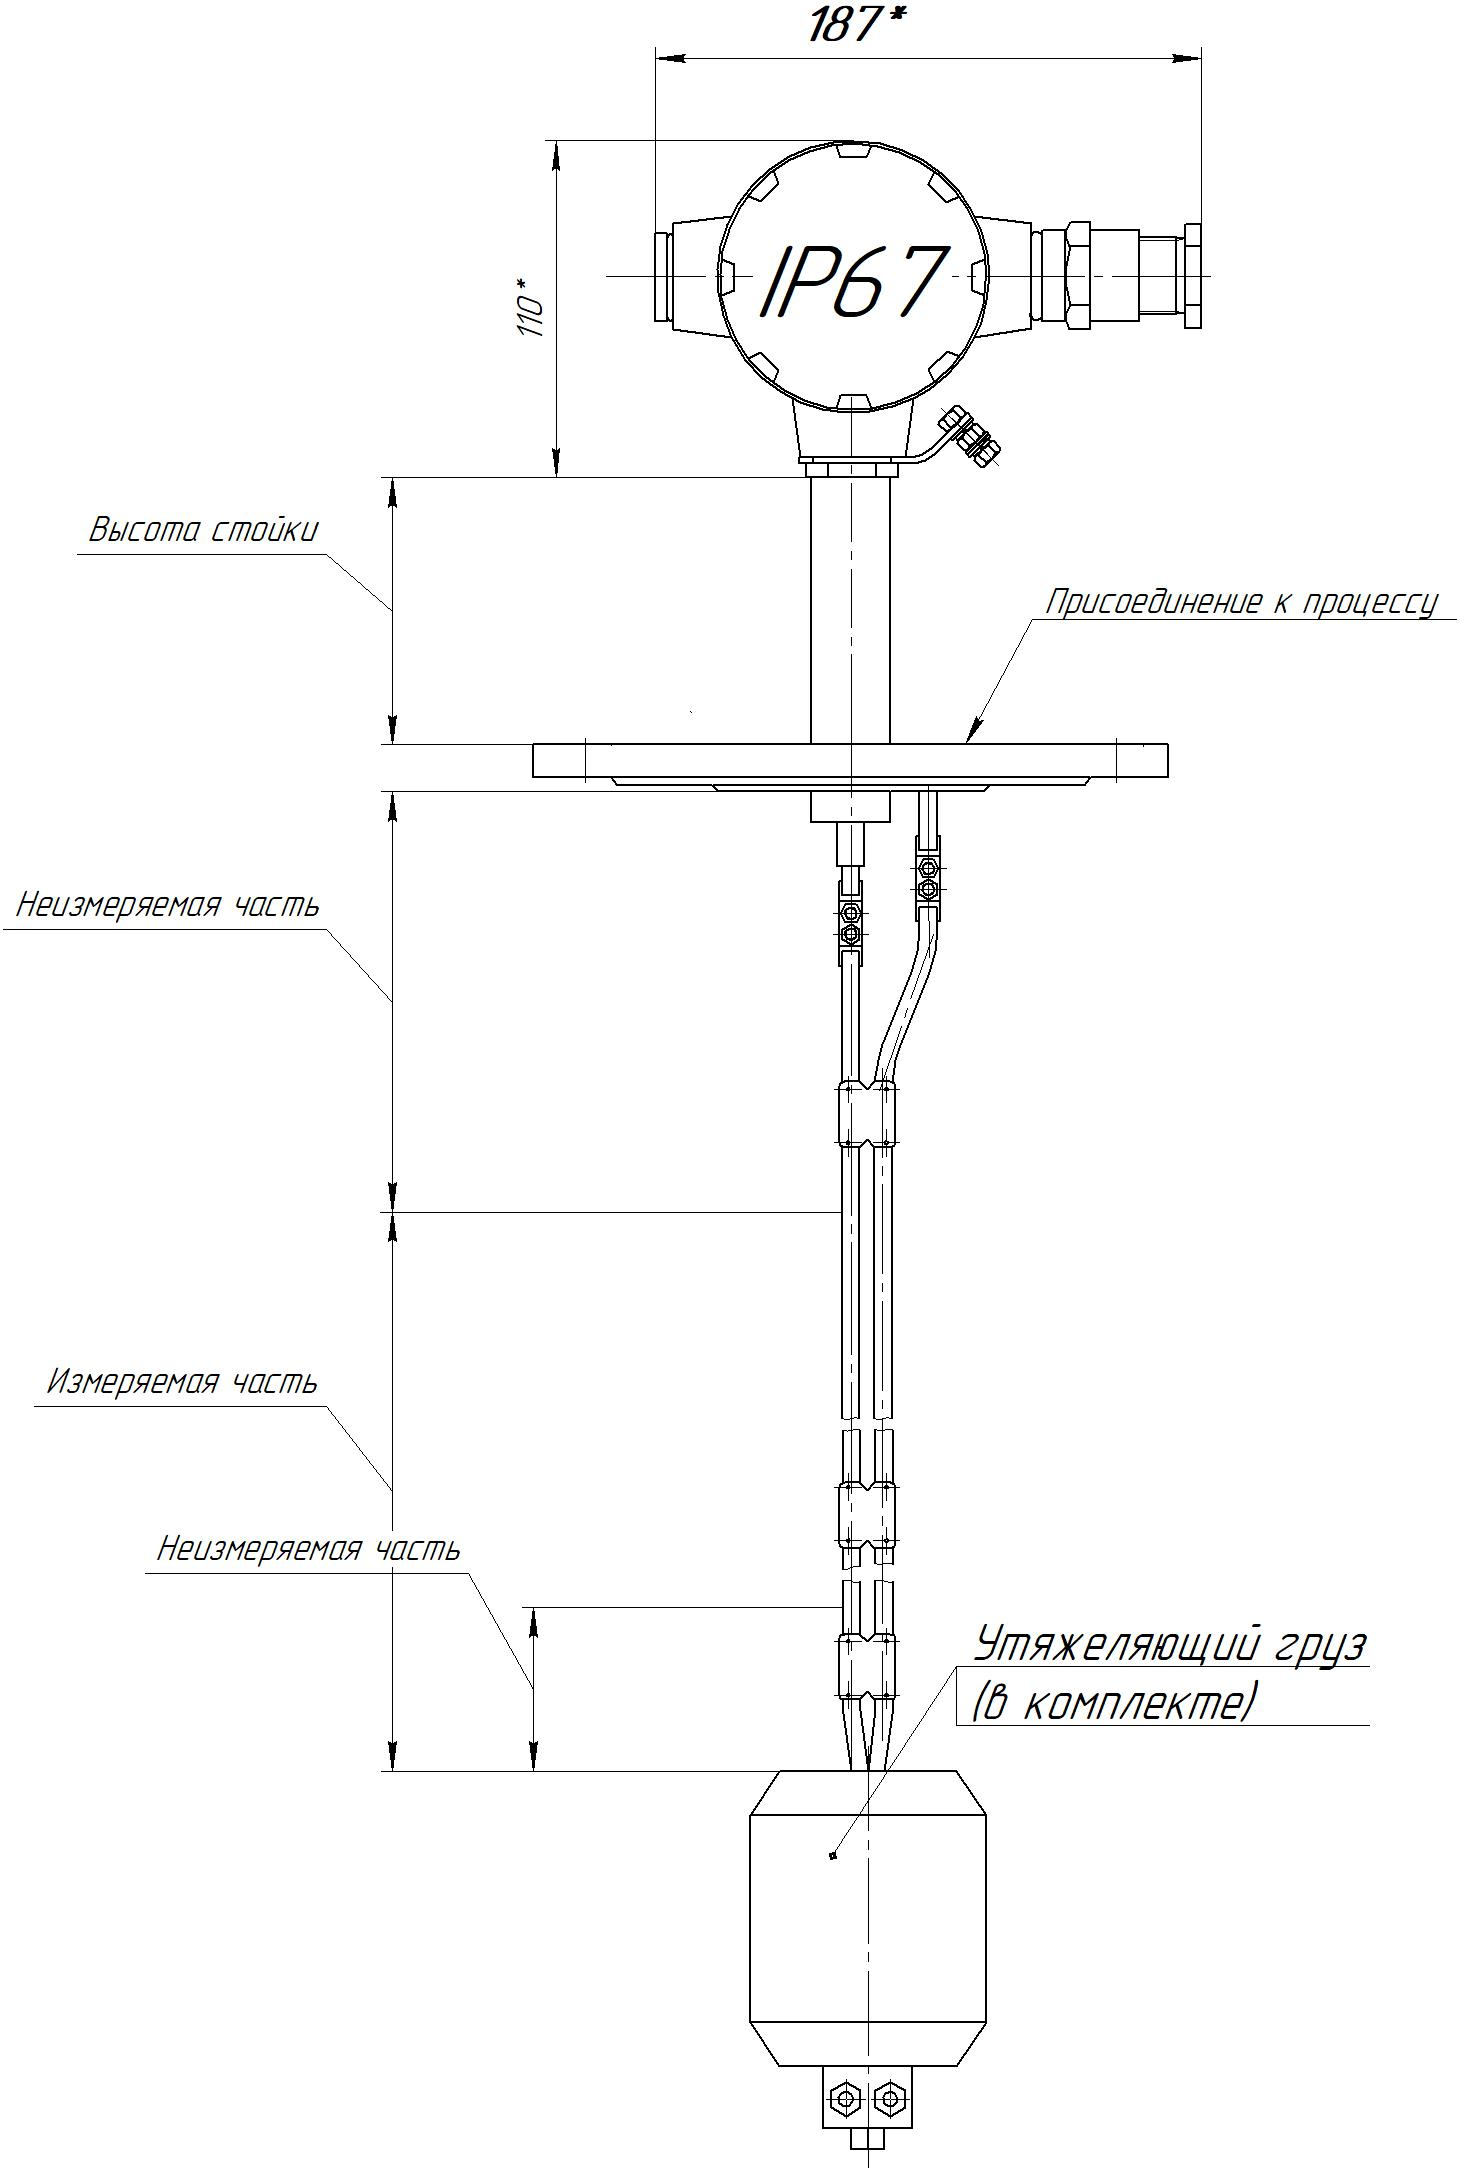 187*
110*
IP67
Высота стойки
Присоединение к процессу
Неизмеряемая часть
Измеряемая часть
Неизмеряемая часть
Утяжеляющий груз
(в комплекте)